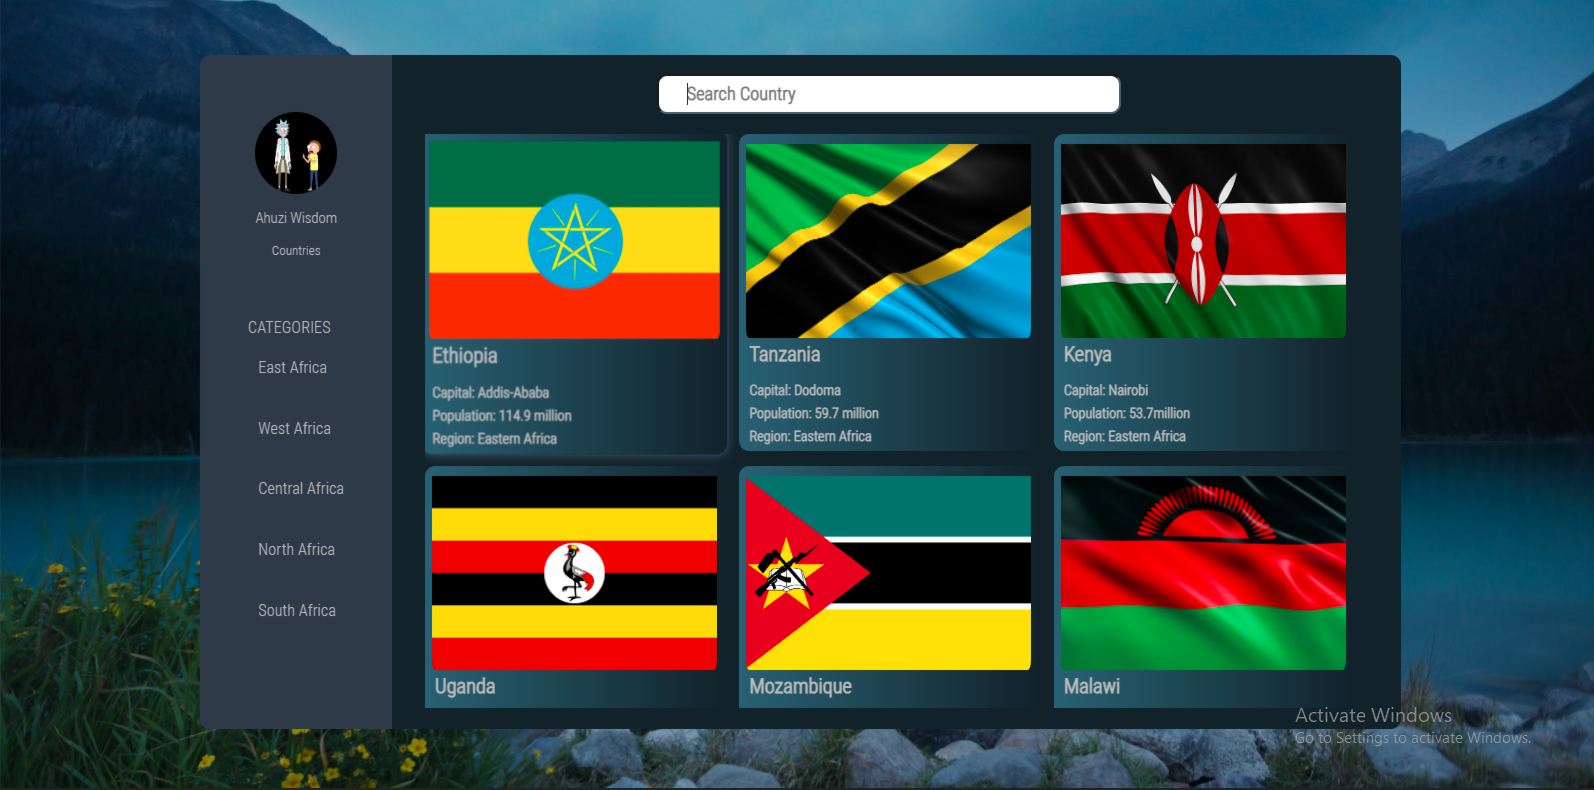 Search Country
Ahuzi Wisdom
Countries
CATEGORIES
East Africa
West Africa
Central Africa
North Africa
South Africa
Ethiopia
Capital: Addis-Ababa
Population: 114.9 million
Region: Eastern Africa
Tanzania
Capital: Dodoma
Population: 59.7 million
Region: Eastern Africa
Kenya
Capital: Nairobi
Population: 53.7million
Region: Eastern Africa
Uganda
Mozambique
Malawi
Activate Windows
Go to Settings to activate Windows.